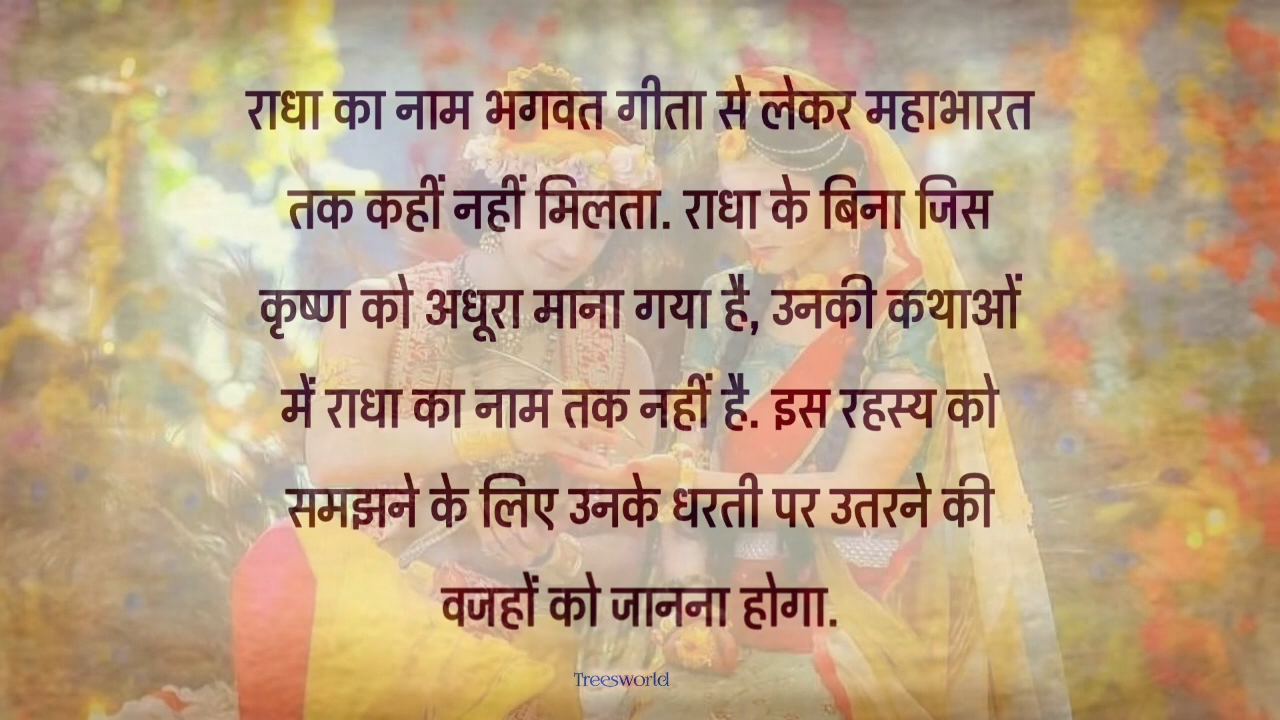 राधा का नाम भगवत गीता से लेकर महाभारत
तक कहीं नहीं मिलता. राधा के बिना जिस
कृष्ण को अधूरा माना गया है, उनकी कथाओं
में राधा का नाम तक नहीं है. इस रहस्य को
समझने के लिए उनके धरती पर उतरने की
वजहों को जानना होगा.
Treesworld